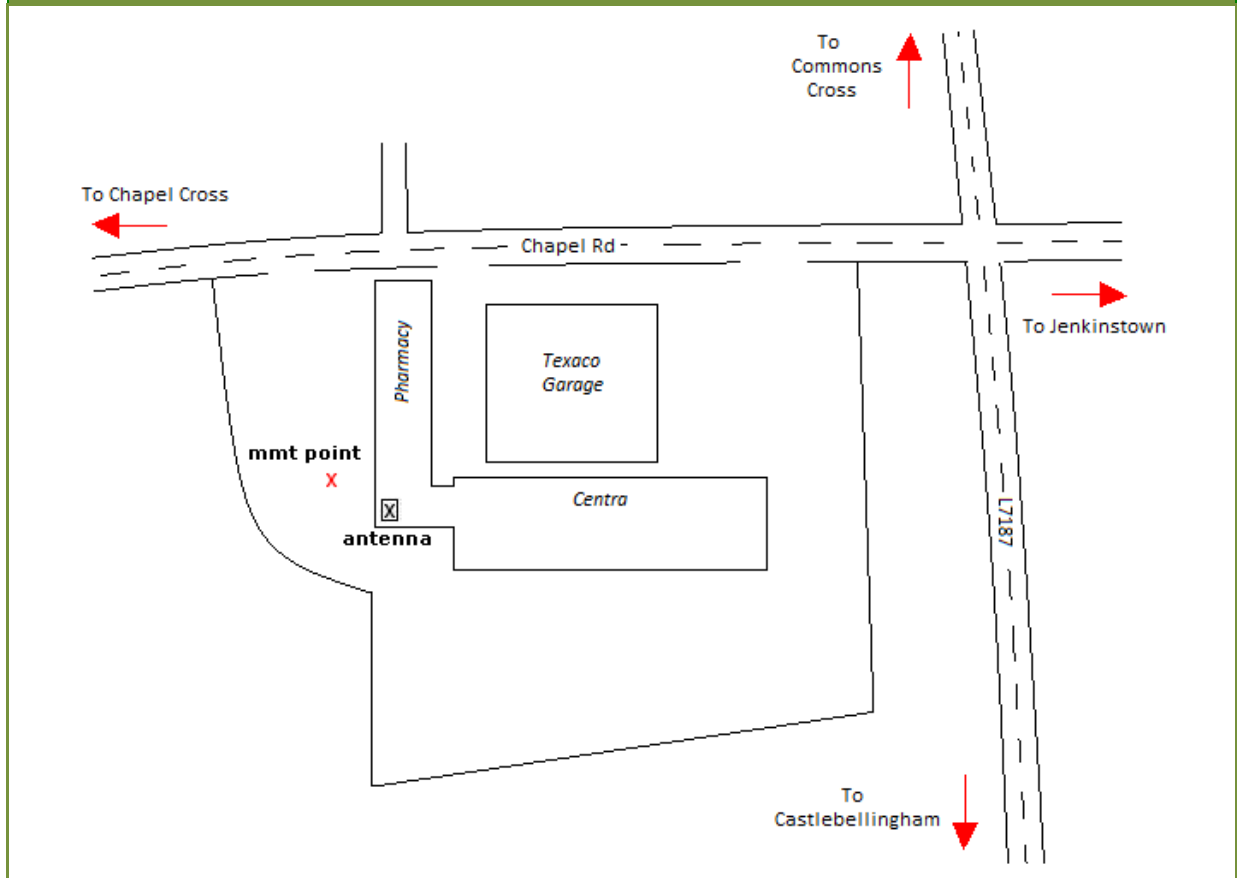 To
Commons
Cross
To Chapel Cross
Chapel Rd
To Jenkinstown
Pharmacy
Texaco
Garage
mmt point
X
Centra
X
antenna
L7187
To
Castlebellingham